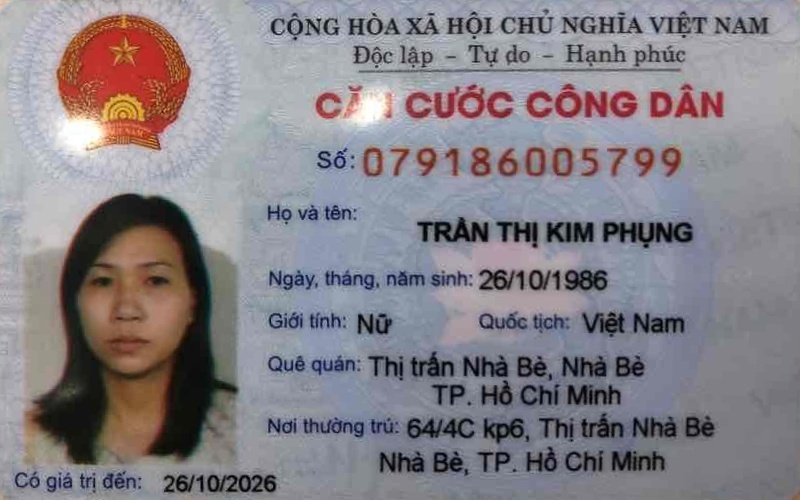 CỘNG HÒA XÃ HỘI CHỦ NGHĨA VIỆT NAM
Độc lập - Tự do - Hạnh phúc
CĂN CƯỚC CÔNG DÂN
Số: 079186005799
Họ và tên:
TRẦN THỊ KIM PHỤNG
Ngày, tháng, năm sinh: 26/10/1986
Giới tính: Nữ Quốc tịch: Việt Nam
Quê quán: Thị trấn Nhà Bè, Nhà Bè
TP. Hồ Chí Minh
Nơi thường trú: 64/4C kp6, Thị trấn Nhà Bè
Nhà Bè, TP. Hồ Chí Minh
Có giá trị đến: 26/10/2026